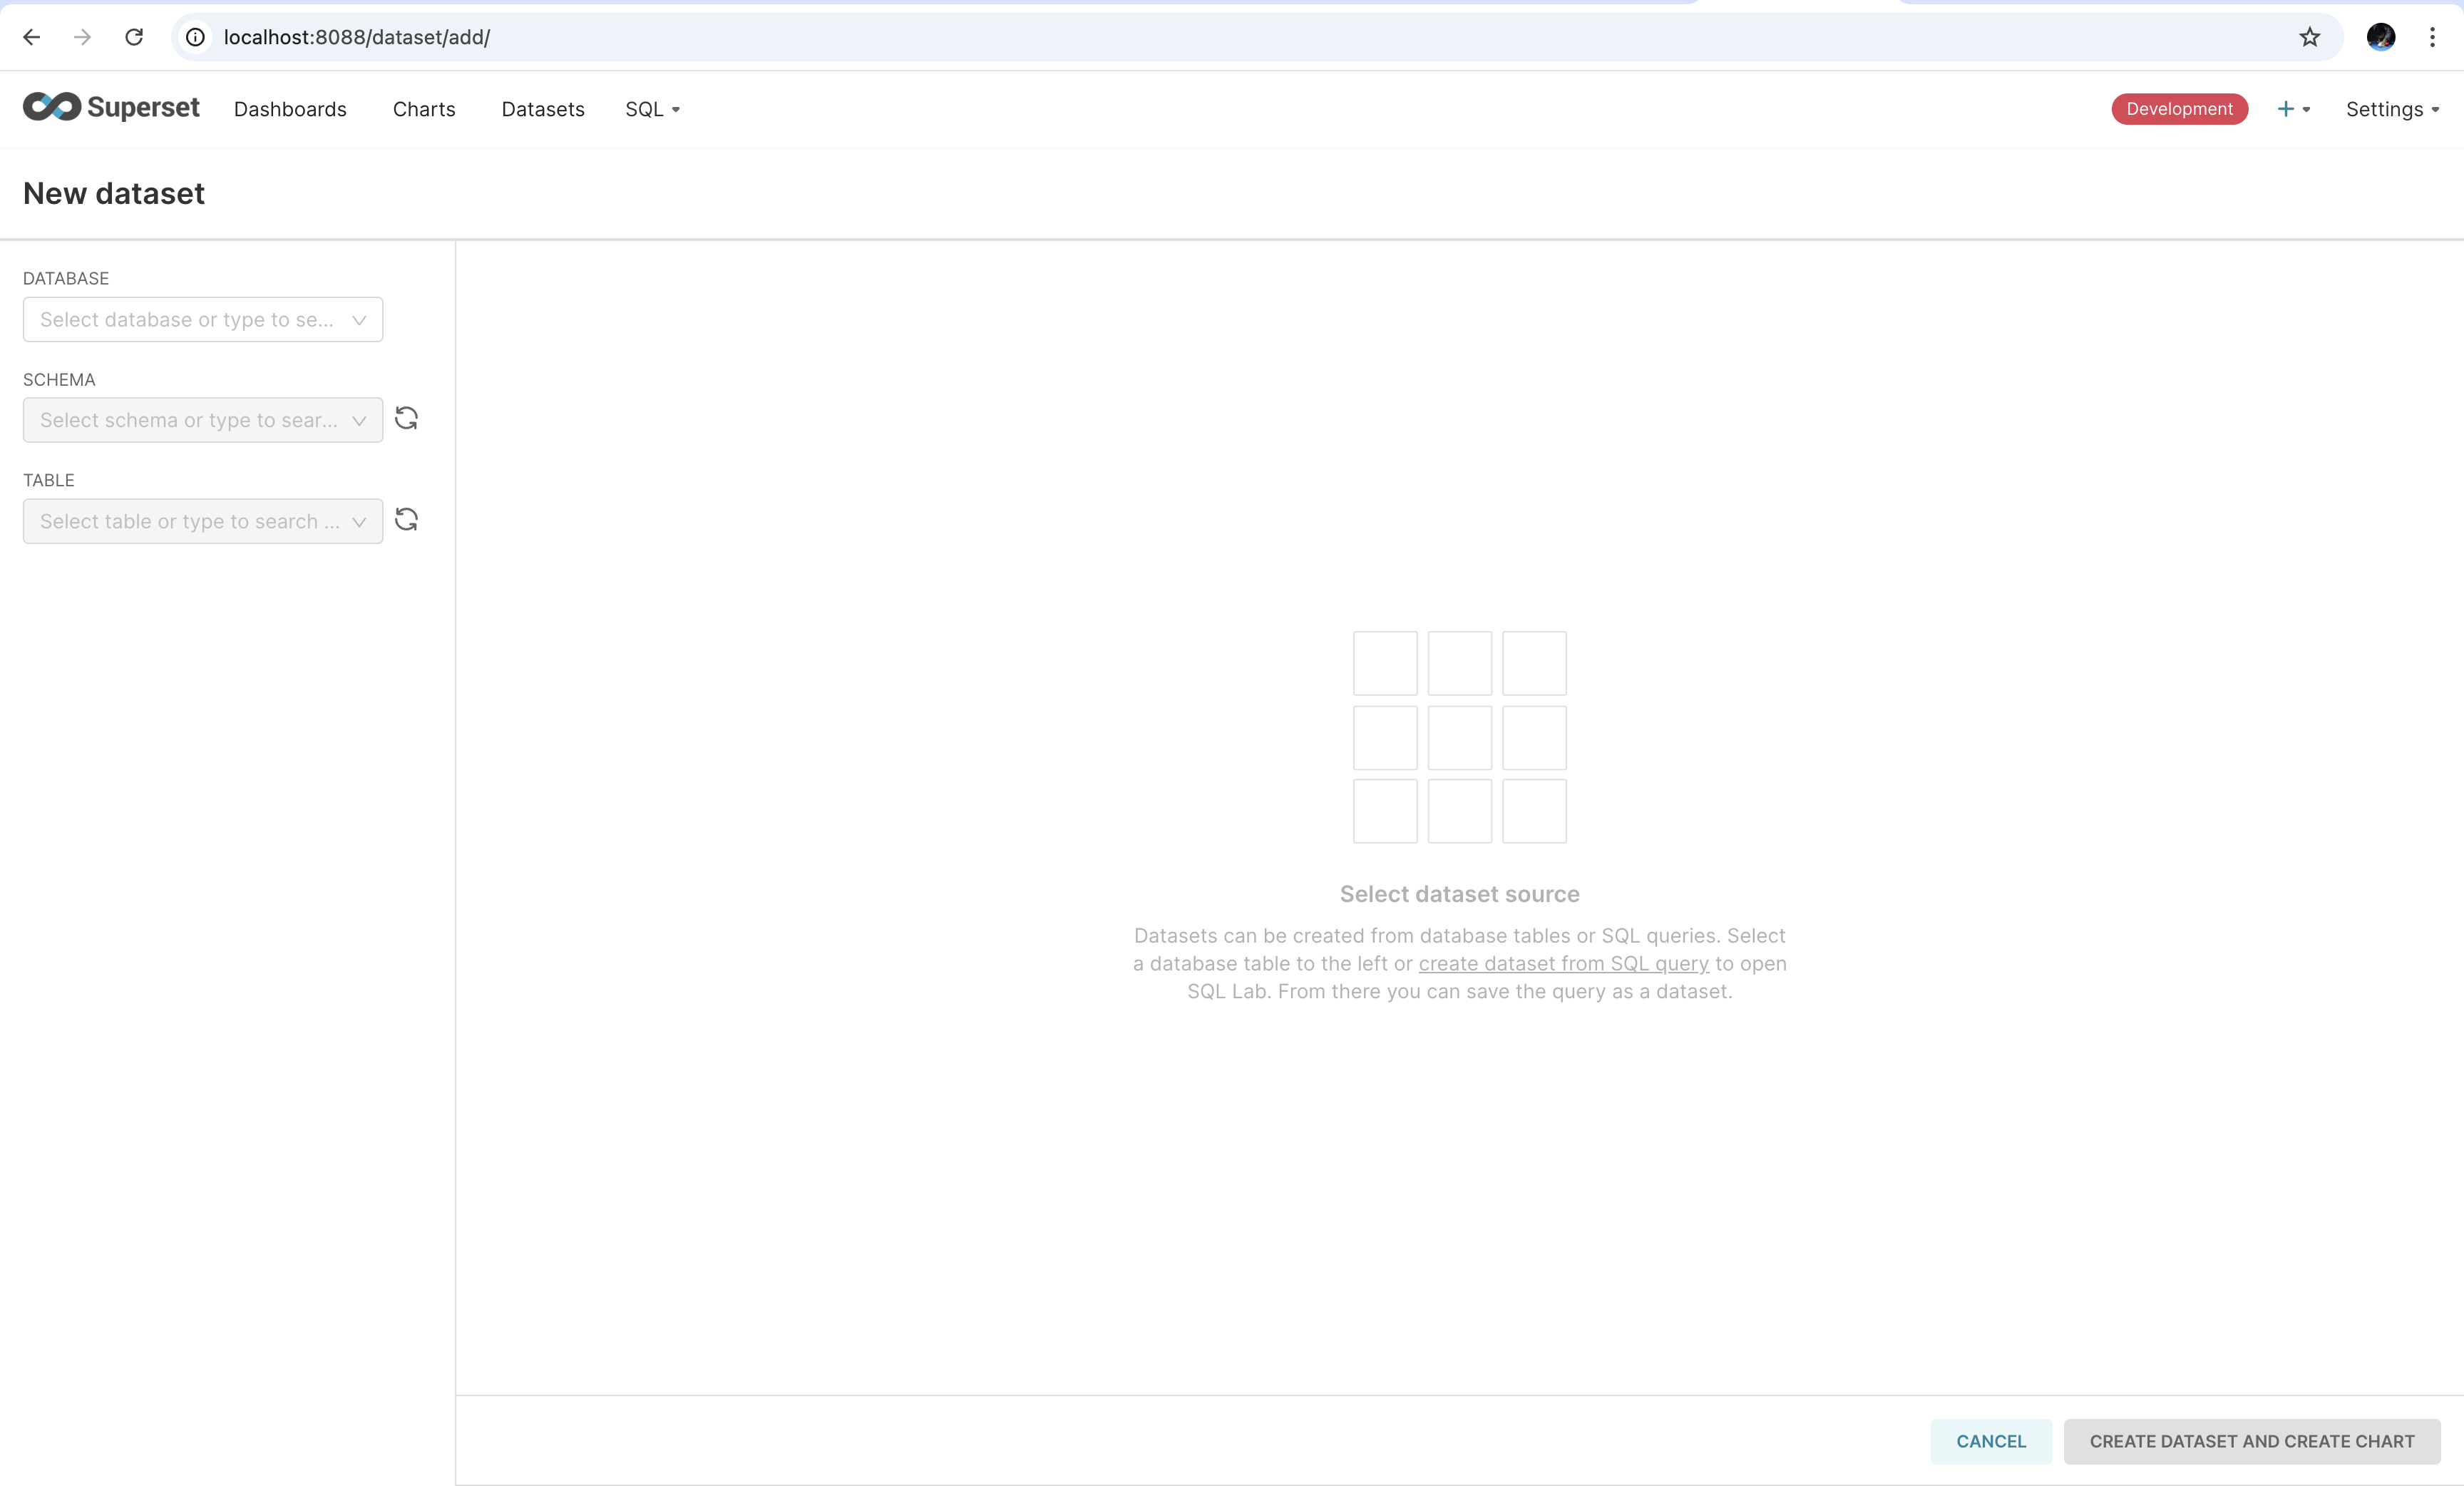 localhost:8088/dataset/add/
Superset
Dashboards
Charts
Datasets
SQL
Development
Settings
New dataset
DATABASE
Select database or type to se...
SCHEMA
Select schema or type to sear...
TABLE
Select table or type to search ...
Select dataset source
Datasets can be created from database tables or SQL queries. Select
a database table to the left or create dataset from SQL query to open
SQL Lab. From there you can save the query as a dataset.
CANCEL
CREATE DATASET AND CREATE CHART